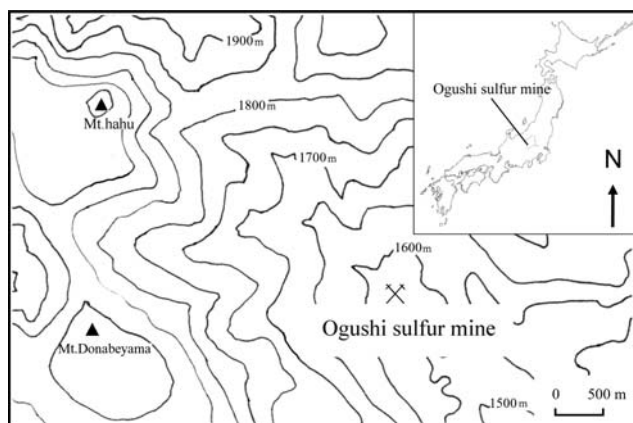 1900m
Mt.hahu
1800m
1700m
1600m
Ogushi sulfur mine
Mt.Donabeyama
1500m
0 500 m
Ogushi sulfur mine
N